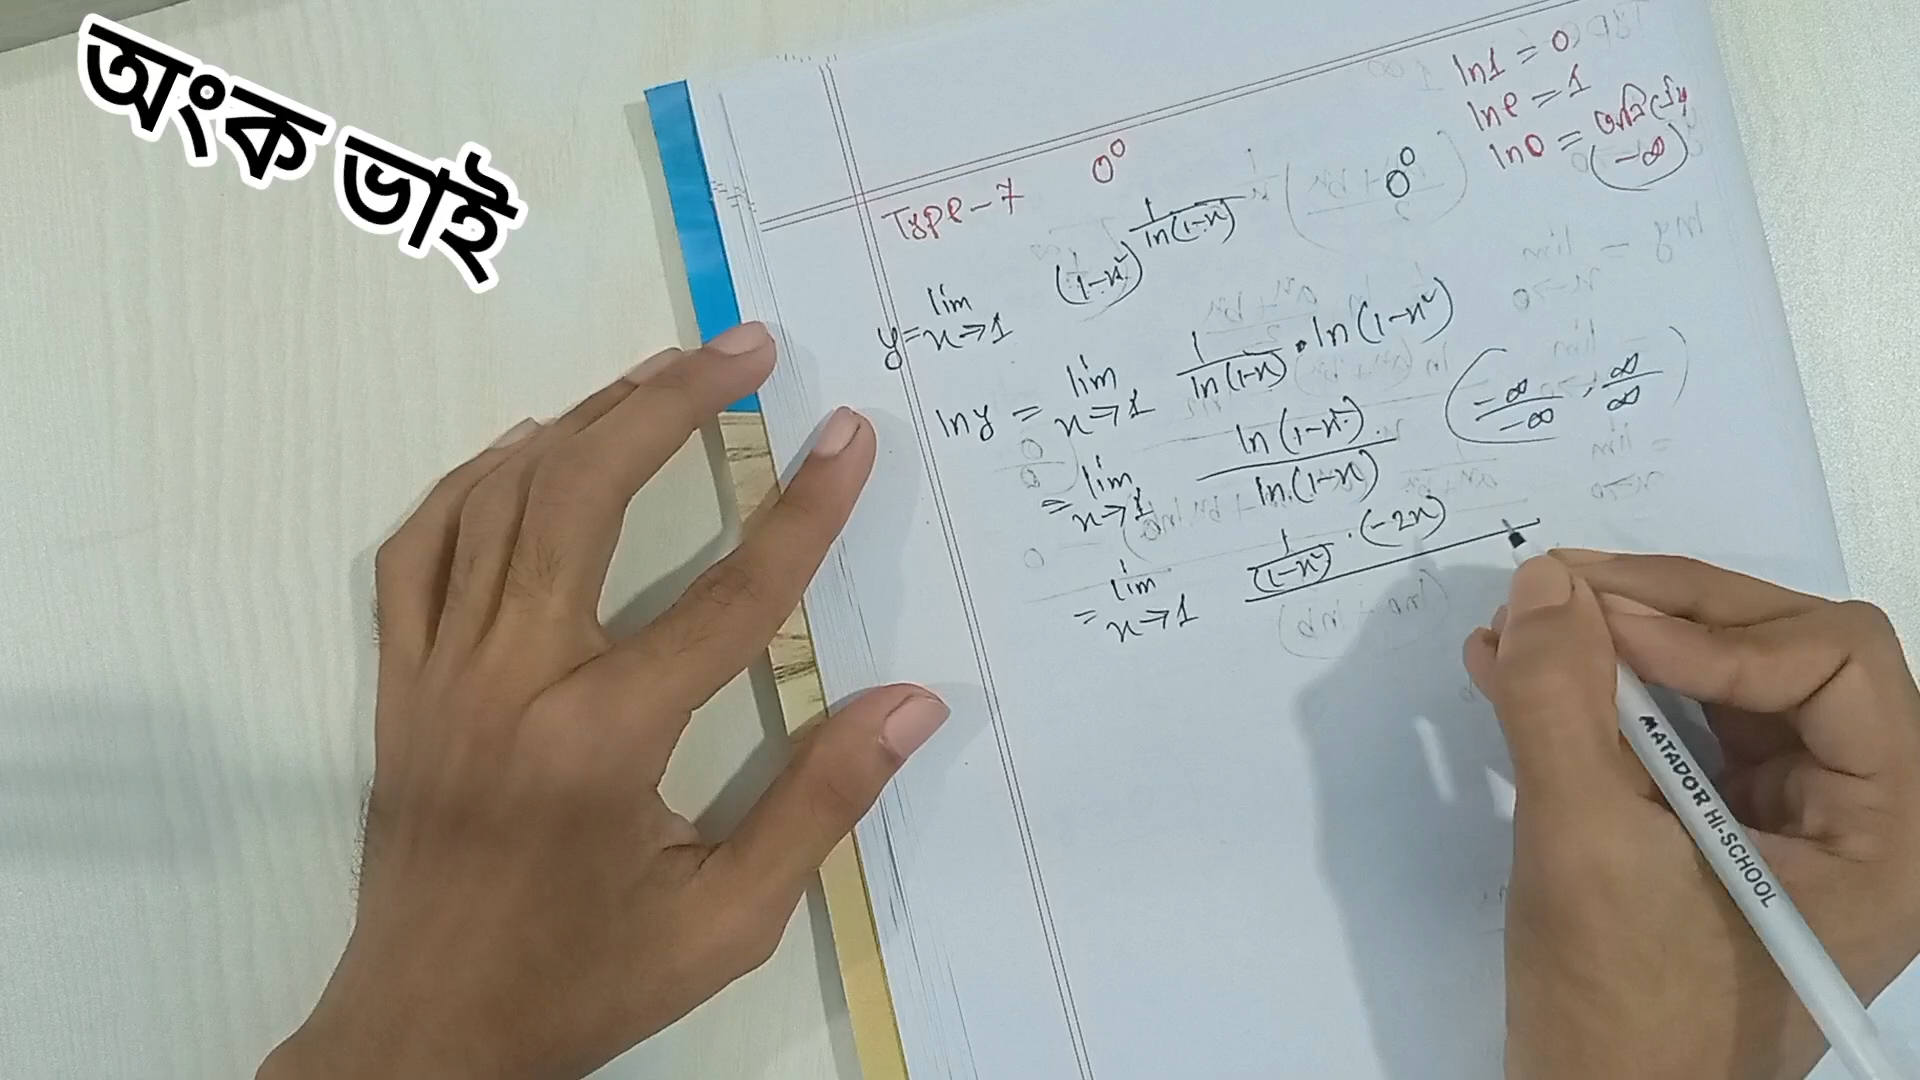 অংক ভাই
ln1 = 0
lne = 1
ln0 = (-∞)
Type-7 0⁰
y = lim x→1 (1-x²)^(1/ln(1-x)) 0⁰
lny = lim x→1 1/ln(1-x) · ln(1-x²)
= lim x→1 ln(1-x²)/ln(1-x) (-∞/-∞, ∞/∞)
= lim x→1 1/(1-x²) · (-2x)
MATADOR HI-SCHOOL